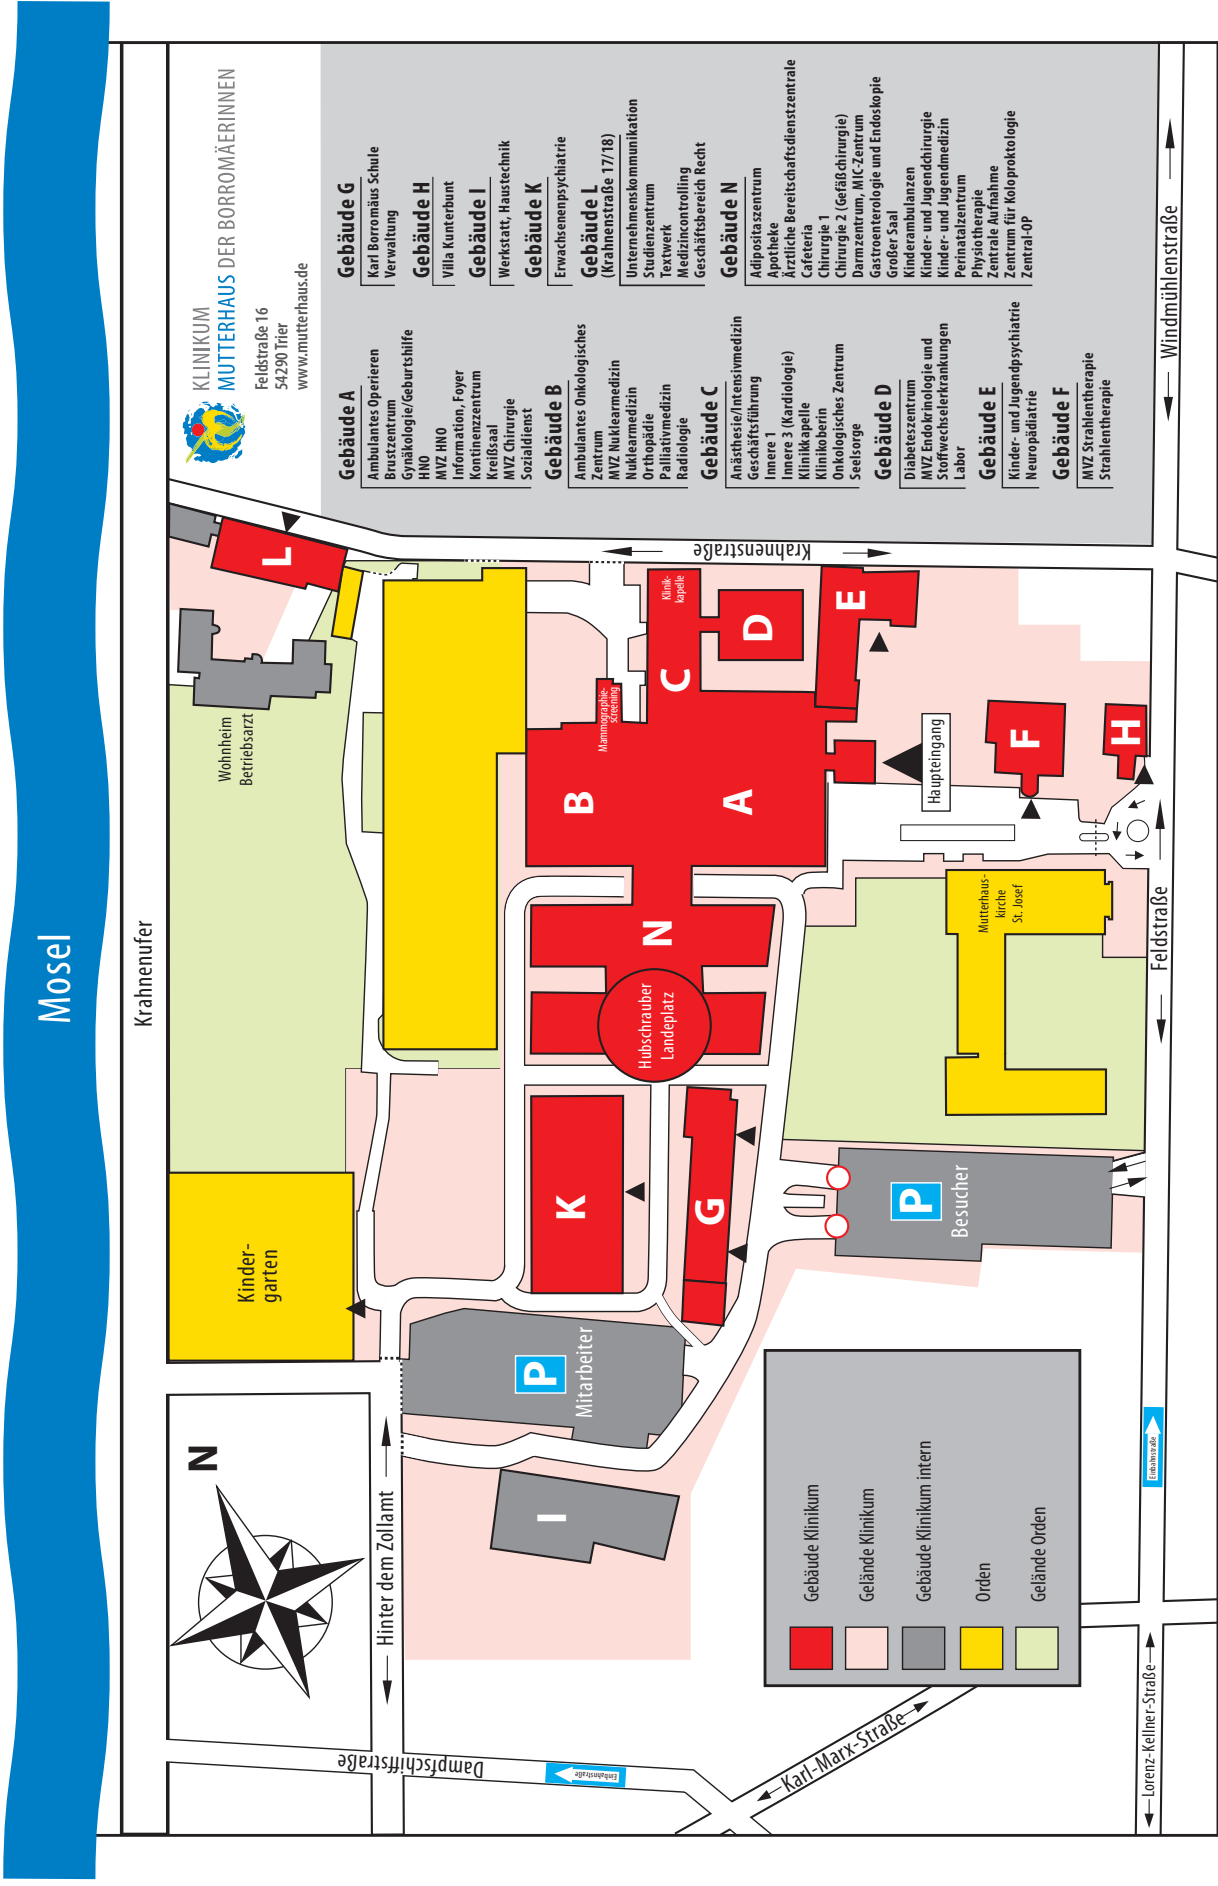 Mosel
Krahnenufer
KLINIKUM
MUTTERHAUS DER BORROMÄERINNEN
Feldstraße 16
54290 Trier
www.mutterhaus.de
Gebäude A
Ambulantes Operieren
Brustzentrum
Gynäkologie/Geburtshilfe
HNO
MVZ HNO
Information, Foyer
Kontinenzzentrum
Kreißsaal
MVZ Chirurgie
Sozialdienst
Gebäude B
Ambulantes Onkologisches
Zentrum
MVZ Nuklearmedizin
Nuklearmedizin
Orthopädie
Palliativmedizin
Radiologie
Gebäude C
Anästhesie/Intensivmedizin
Geschäftsführung
Innere 1
Innere 3 (Kardiologie)
Klinikkapelle
Klinikoberin
Onkologisches Zentrum
Seelsorge
Gebäude D
Diabeteszentrum
MVZ Endokrinologie und
Stoffwechselerkrankungen
Labor
Gebäude E
Kinder- und Jugendpsychiatrie
Neuropädiatrie
Gebäude F
MVZ Strahlentherapie
Strahlentherapie
Gebäude G
Karl Borromäus Schule
Verwaltung
Gebäude H
Villa Kunterbunt
Gebäude I
Werkstatt, Haustechnik
Gebäude K
Erwachsenenpsychiatrie
Gebäude L
(Krahnenstraße 17/18)
Unternehmenskommunikation
Studienzentrum
Textwerk
Medizincontrolling
Geschäftsbereich Recht
Gebäude N
Adipositaszentrum
Apotheke
Ärztliche Bereitschaftsdienstzentrale
Cafeteria
Chirurgie 1
Chirurgie 2 (Gefäßchirurgie)
Darmzentrum, MIC-Zentrum
Gastroenterologie und Endoskopie
Großer Saal
Kinderambulanzen
Kinder- und Jugendchirurgie
Kinder- und Jugendmedizin
Perinatalzentrum
Physiotherapie
Zentrale Aufnahme
Zentrum für Koloproktologie
Zentral-OP
N
Kinder-
garten
Wohnheim
Betriebsarzt
L
Hinter dem Zollamt
Dampfschiffstraße
Einbahnstraße
I
P
Mitarbeiter
K
G
Hubschrauber
Landeplatz
N
B
A
Mammographie-
screening
C
Klinik-
kapelle
D
E
Krahnenstraße
Haupteingang
F
H
Mutterhaus-
kirche
St. Josef
P
Besucher
Gebäude Klinikum
Gelände Klinikum
Gebäude Klinikum intern
Orden
Gelände Orden
Karl-Marx-Straße
Lorenz-Kellner-Straße
Einbahnstraße
Feldstraße
Windmühlenstraße